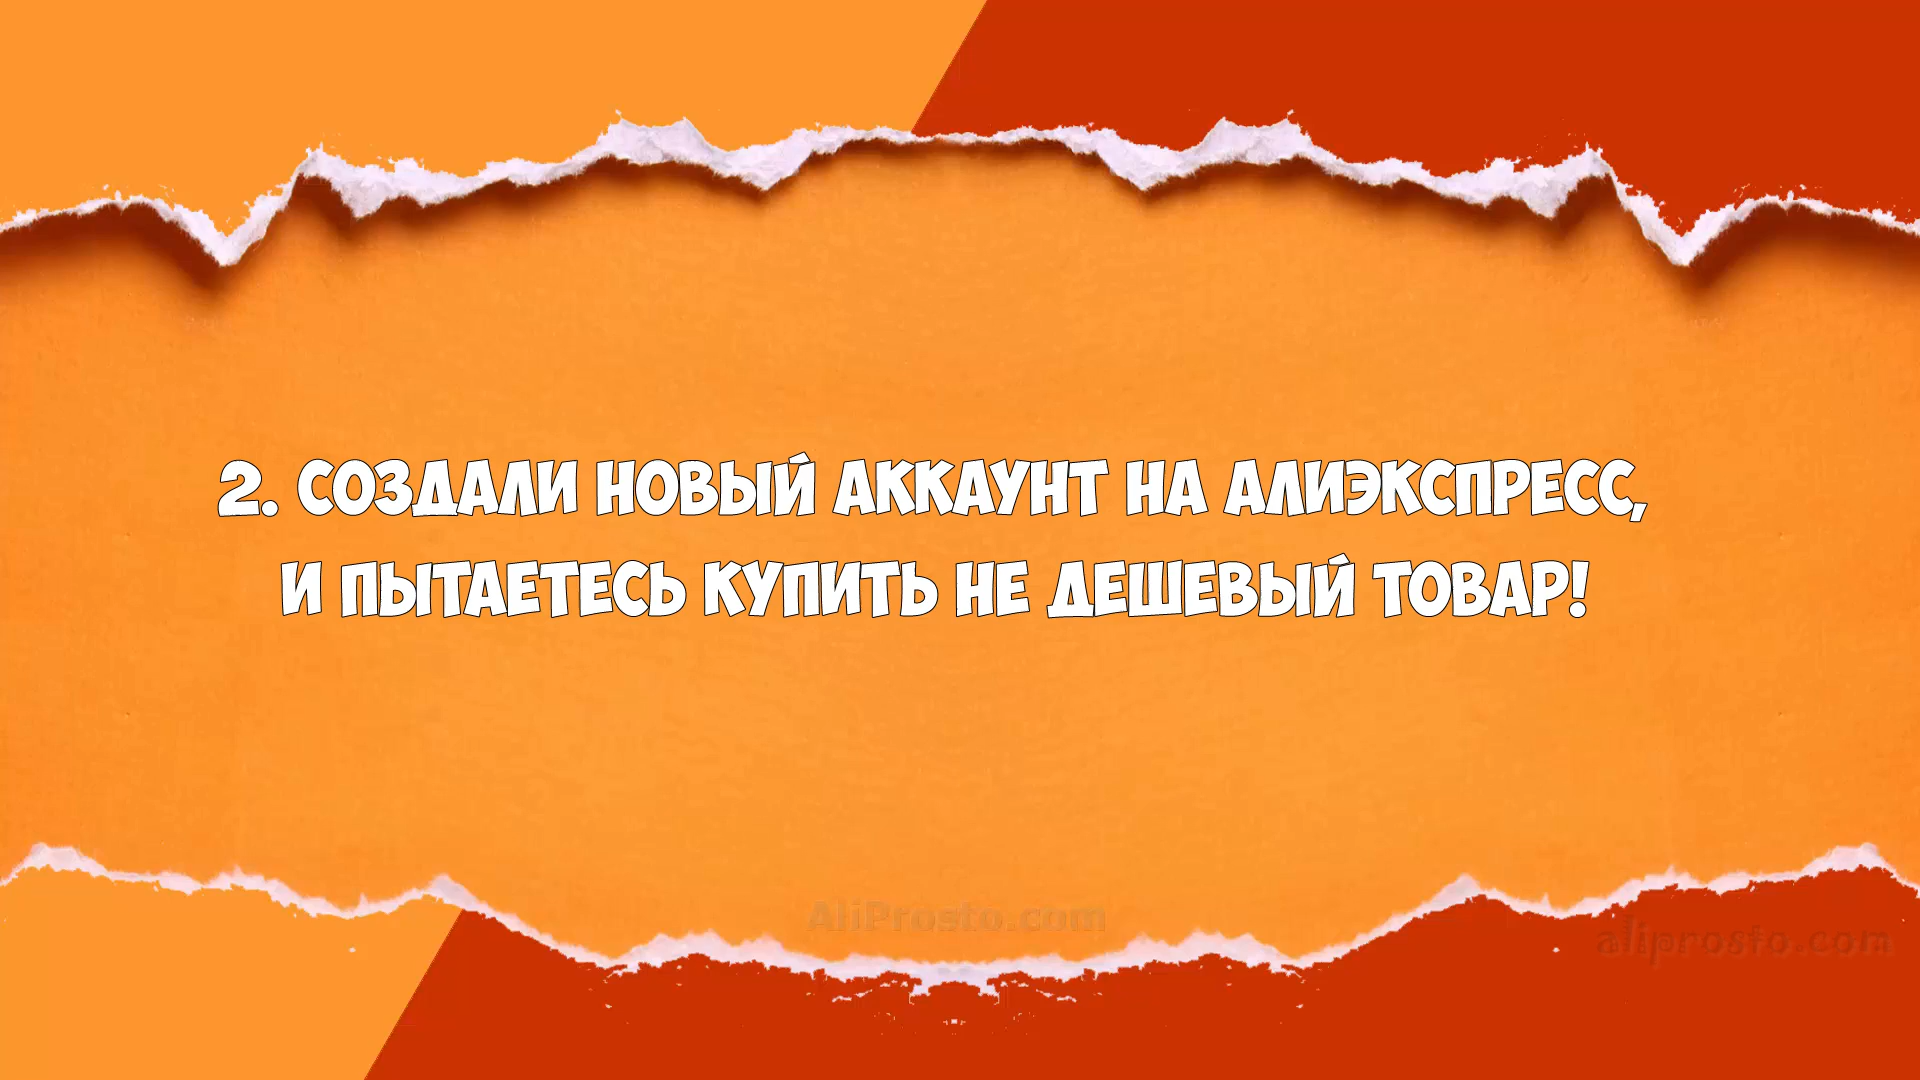 2. СОЗДАЛИ НОВЫЙ АККАУНТ НА АЛИЭКСПРЕСС,
И ПЫТАЕТЕСЬ КУПИТЬ НЕ ДЕШЕВЫЙ ТОВАР!
AliProsto.com
aliprosto.com